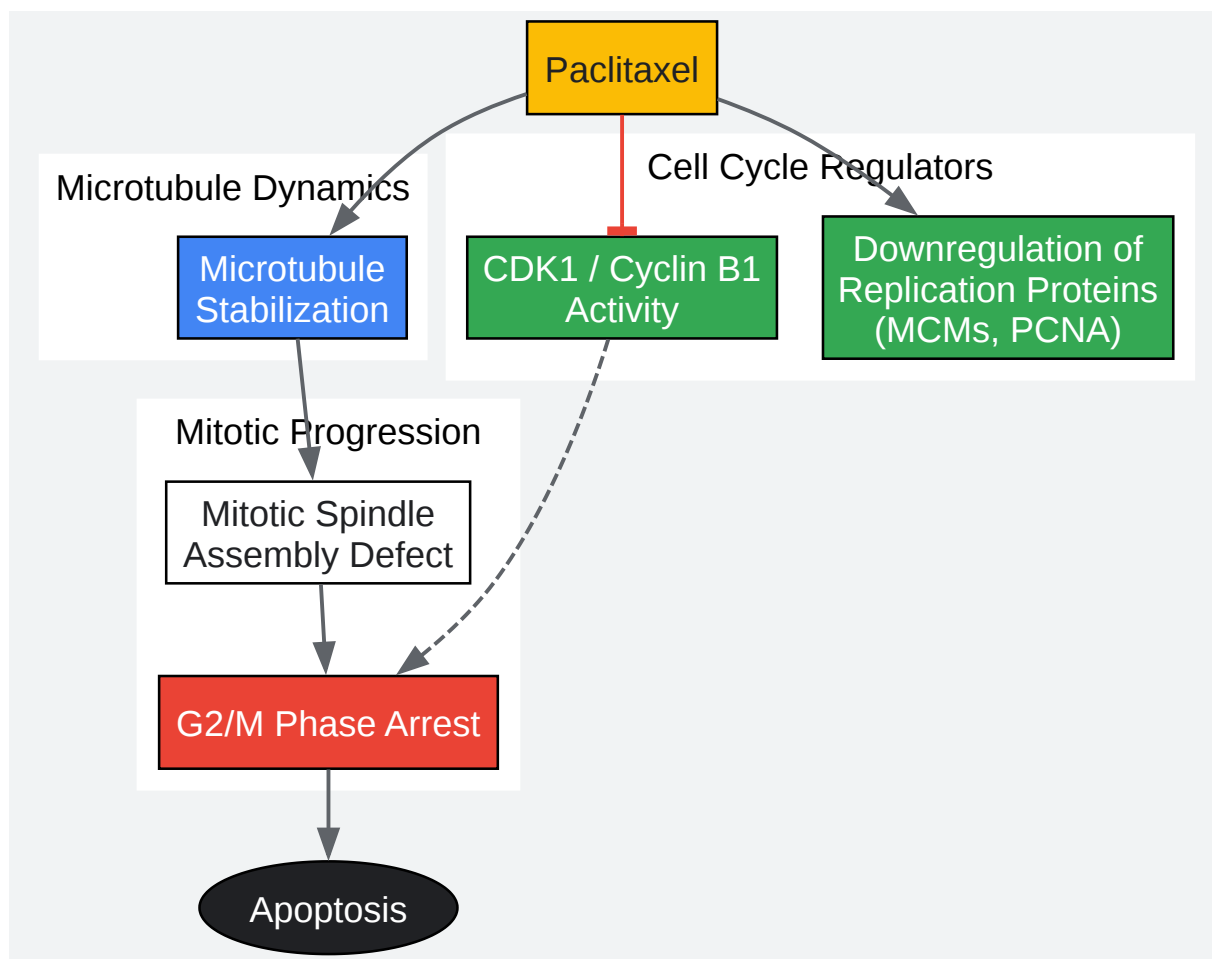 Paclitaxel
Microtubule Dynamics
Cell Cycle Regulators
Microtubule
Stabilization
CDK1 / Cyclin B1
Activity
Downregulation of
Replication Proteins
(MCMs, PCNA)
Mitotic Progression
Mitotic Spindle
Assembly Defect
G2/M Phase Arrest
Apoptosis